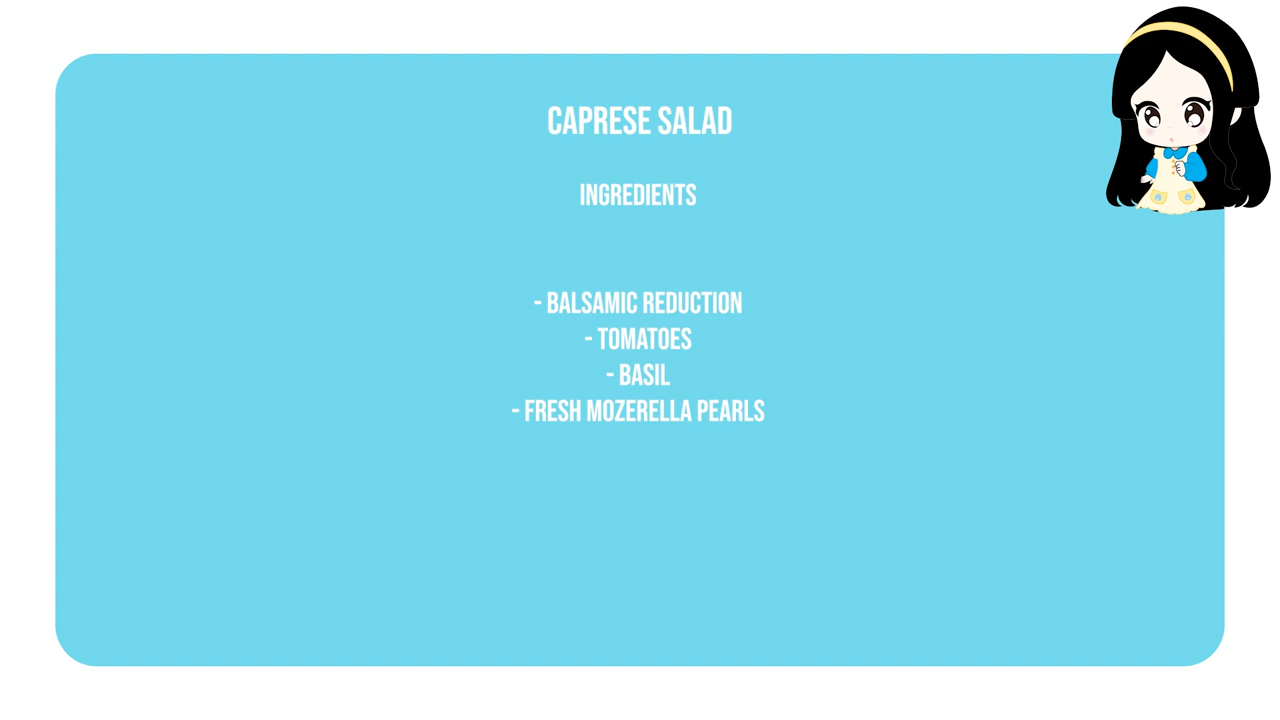 CAPRESE SALAD
INGREDIENTS
- BALSAMIC REDUCTION
- TOMATOES
- BASIL
- FRESH MOZERELLA PEARLS